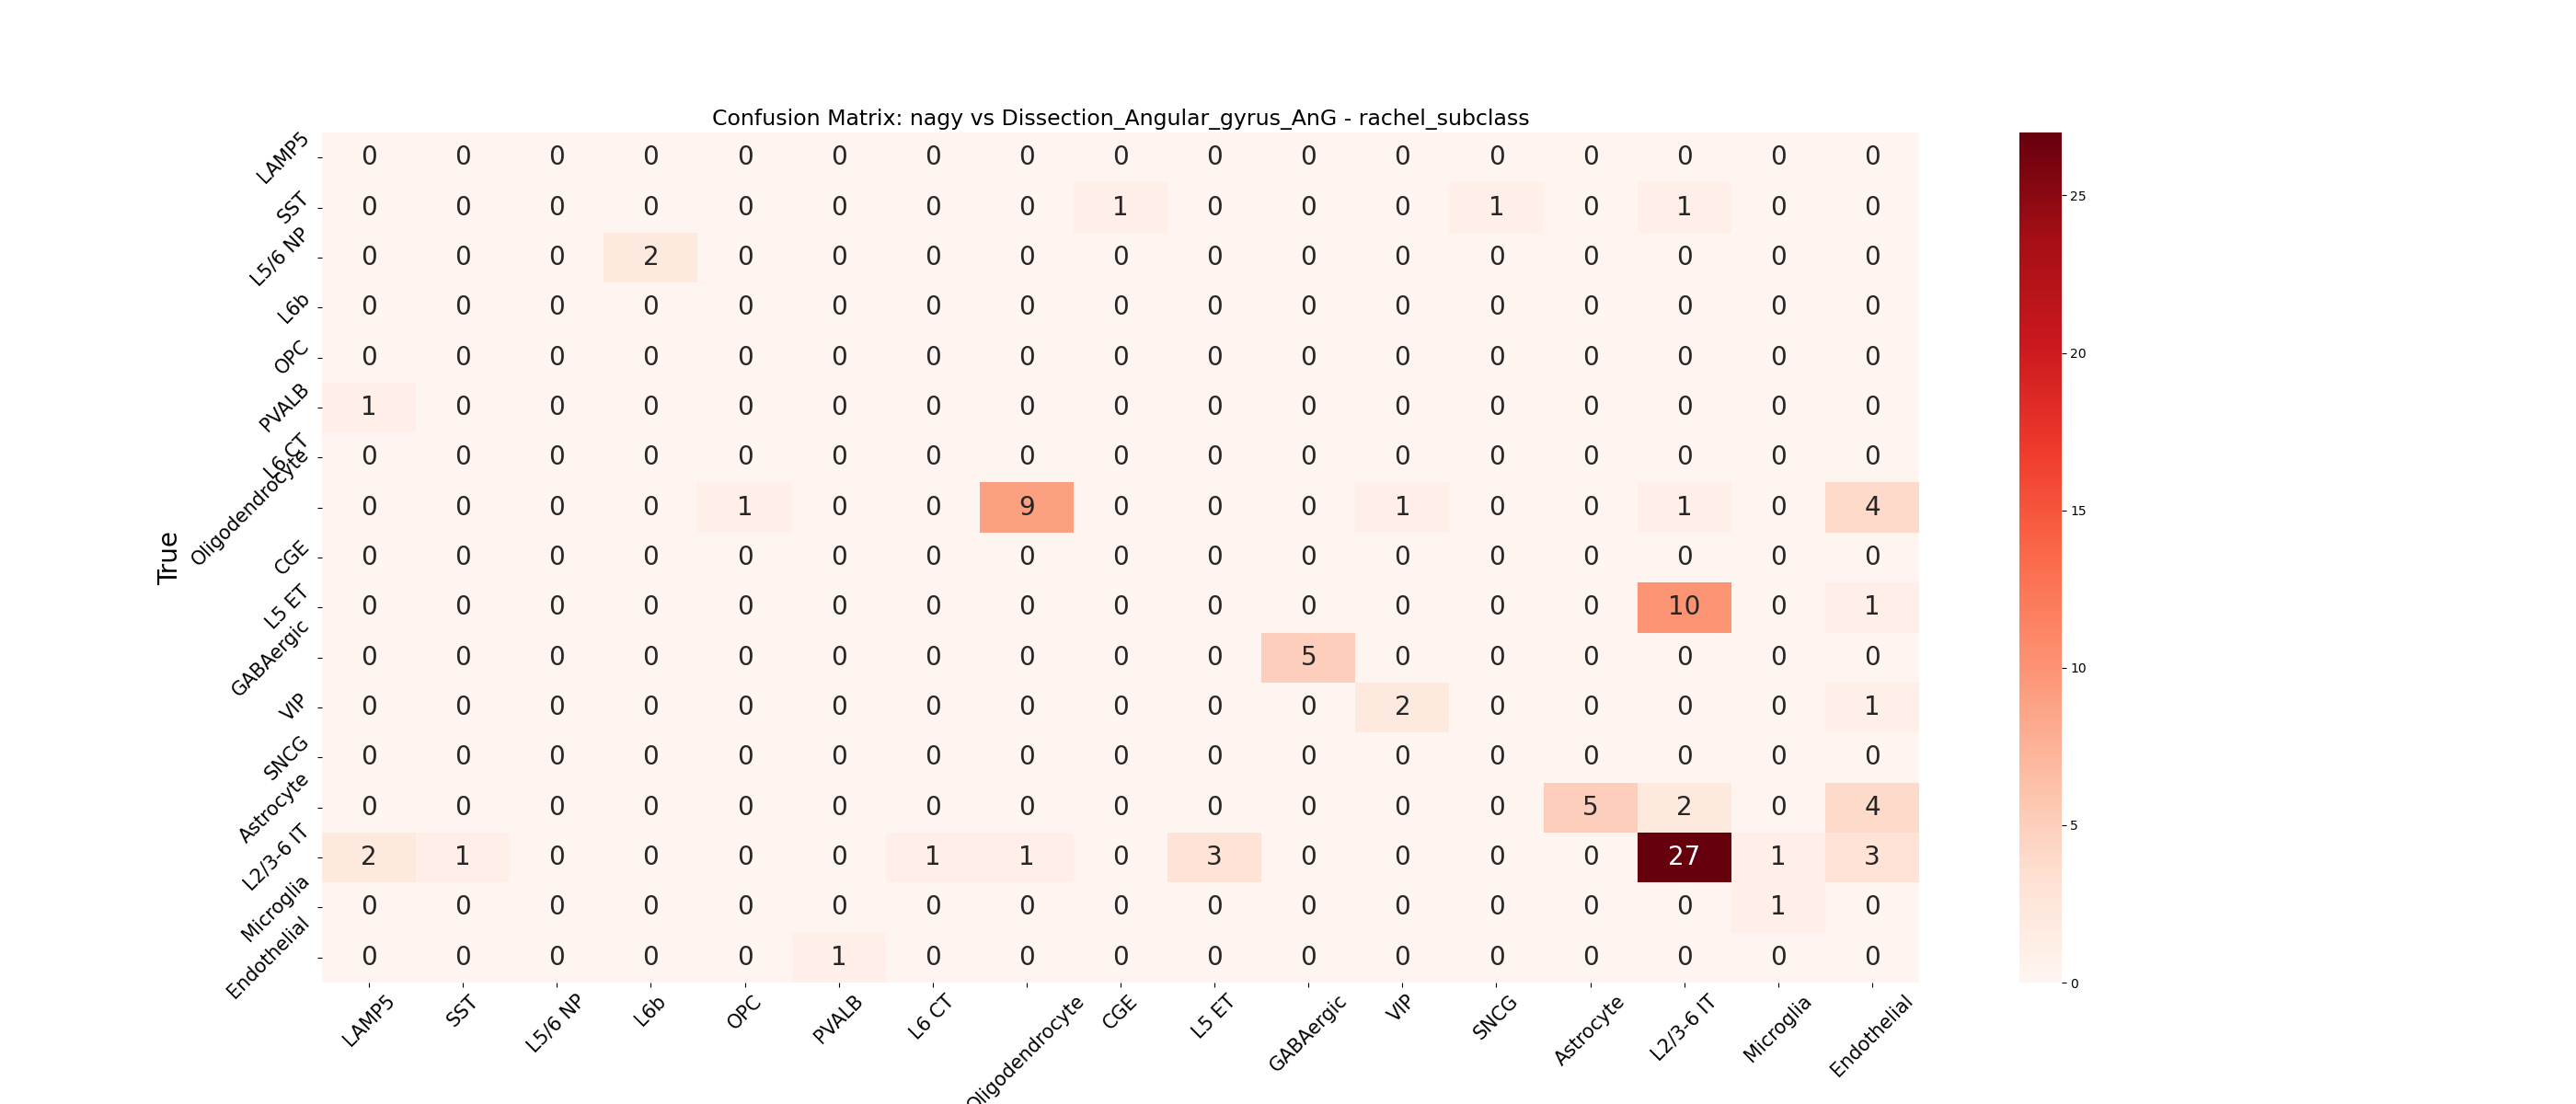 Confusion Matrix: nagy vs Dissection_Angular_gyrus_AnG - rachel_subclass
True
LAMP5 0 0 0 0 0 0 0 0 0 0 0 0 0 0 0 0 0
SST 0 0 0 0 0 0 0 0 1 0 0 0 1 0 1 0 0
L5/6 NP 0 0 0 2 0 0 0 0 0 0 0 0 0 0 0 0 0
L6b 0 0 0 0 0 0 0 0 0 0 0 0 0 0 0 0 0
OPC 0 0 0 0 0 0 0 0 0 0 0 0 0 0 0 0 0
PVALB 1 0 0 0 0 0 0 0 0 0 0 0 0 0 0 0 0
L6 CT 0 0 0 0 0 0 0 0 0 0 0 0 0 0 0 0 0
Oligodendrocyte 0 0 0 0 1 0 0 9 0 0 0 1 0 0 1 0 4
CGE 0 0 0 0 0 0 0 0 0 0 0 0 0 0 0 0 0
L5 ET 0 0 0 0 0 0 0 0 0 0 0 0 0 0 10 0 1
GABAergic 0 0 0 0 0 0 0 0 0 0 5 0 0 0 0 0 0
VIP 0 0 0 0 0 0 0 0 0 0 0 2 0 0 0 0 1
SNCG 0 0 0 0 0 0 0 0 0 0 0 0 0 0 0 0 0
Astrocyte 0 0 0 0 0 0 0 0 0 0 0 0 0 5 2 0 4
L2/3-6 IT 2 1 0 0 0 0 1 1 0 3 0 0 0 0 27 1 3
Microglia 0 0 0 0 0 0 0 0 0 0 0 0 0 0 0 1 0
Endothelial 0 0 0 0 0 1 0 0 0 0 0 0 0 0 0 0 0
LAMP5 SST L5/6 NP L6b OPC PVALB L6 CT Oligodendrocyte CGE L5 ET GABAergic VIP SNCG Astrocyte L2/3-6 IT Microglia Endothelial
25
20
15
10
5
0